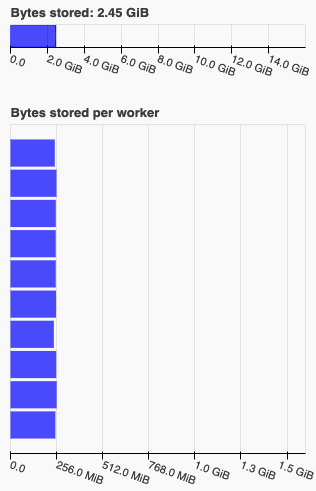 Bytes stored: 2.45 GiB
0.0 2.0 GiB 4.0 GiB 6.0 GiB 8.0 GiB 10.0 GiB 12.0 GiB 14.0 GiB
Bytes stored per worker
0.0 256.0 MiB 512.0 MiB 768.0 MiB 1.0 GiB 1.3 GiB 1.5 GiB